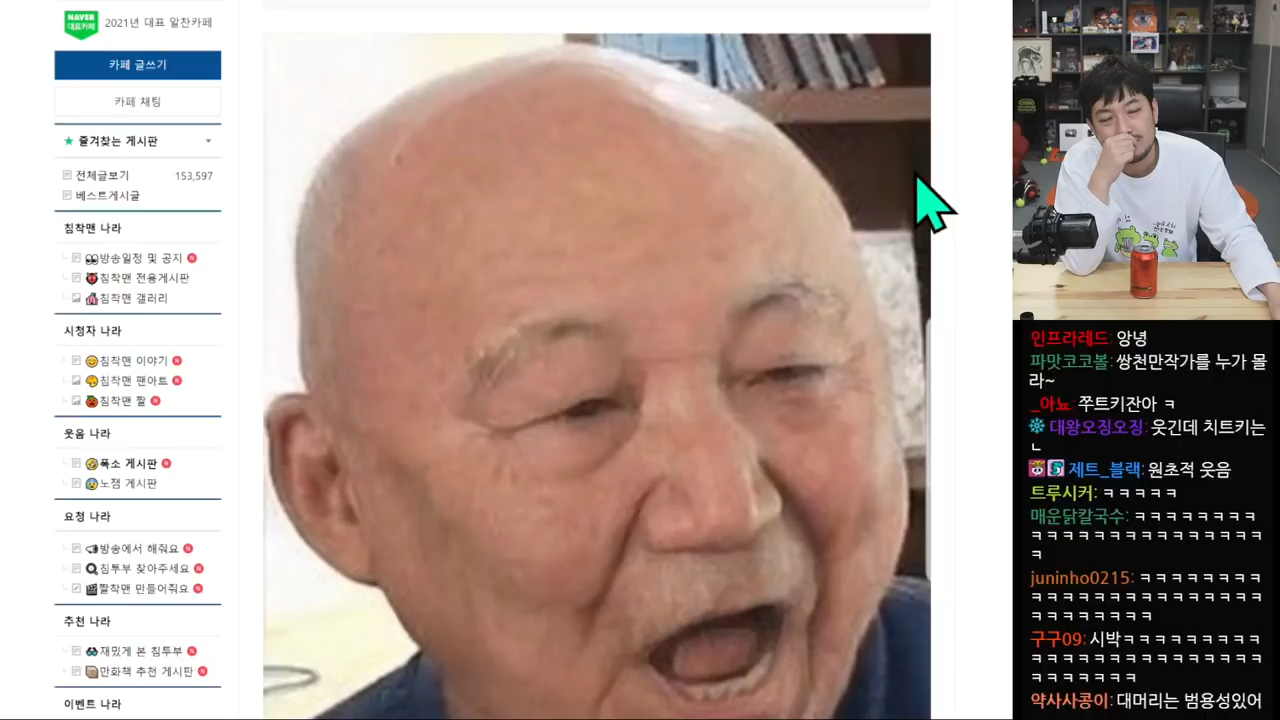 NAVER
대표카페
2021년 대표 알찬카페
카페 글쓰기
카페 채팅
★ 즐겨찾는 게시판
전체글보기 153,597
베스트게시글
침착맨 나라
방송일정 및 공지 N
침착맨 전용게시판
침착맨 갤러리
시청자 나라
침착맨 이야기 N
침착맨 팬아트 N
침착맨 짤 N
웃음 나라
폭소 게시판 N
노잼 게시판
요청 나라
방송에서 해줘요 N
침투부 찾아주세요 N
짤착맨 만들어줘요 N
추천 나라
재밌게 본 침투부 N
만화책 추천 게시판 N
이벤트 나라
인프라레드: 앙녕
파맛코코볼: 쌍천만작가를 누가 몰
라~
_아뇨: 쭈트키잔아 ㅋ
대왕오징오징: 웃긴데 치트키는
ㄴ
제트_블랙: 원초적 웃음
트루시커: ㅋㅋㅋㅋㅋ
매운닭칼국수: ㅋㅋㅋㅋㅋㅋㅋㅋ
ㅋㅋㅋㅋㅋㅋㅋㅋㅋㅋㅋㅋㅋㅋㅋ
ㅋ
juninho0215: ㅋㅋㅋㅋㅋㅋㅋㅋ
ㅋㅋㅋㅋㅋㅋㅋㅋㅋㅋㅋㅋㅋㅋㅋ
ㅋㅋㅋㅋㅋㅋㅋㅋ
구구09: 시박ㅋㅋㅋㅋㅋㅋㅋㅋㅋ
ㅋㅋㅋㅋㅋㅋㅋㅋㅋㅋㅋㅋㅋㅋㅋ
ㅋㅋㅋㅋㅋㅋㅋ
약사사콩이: 대머리는 범용성있어